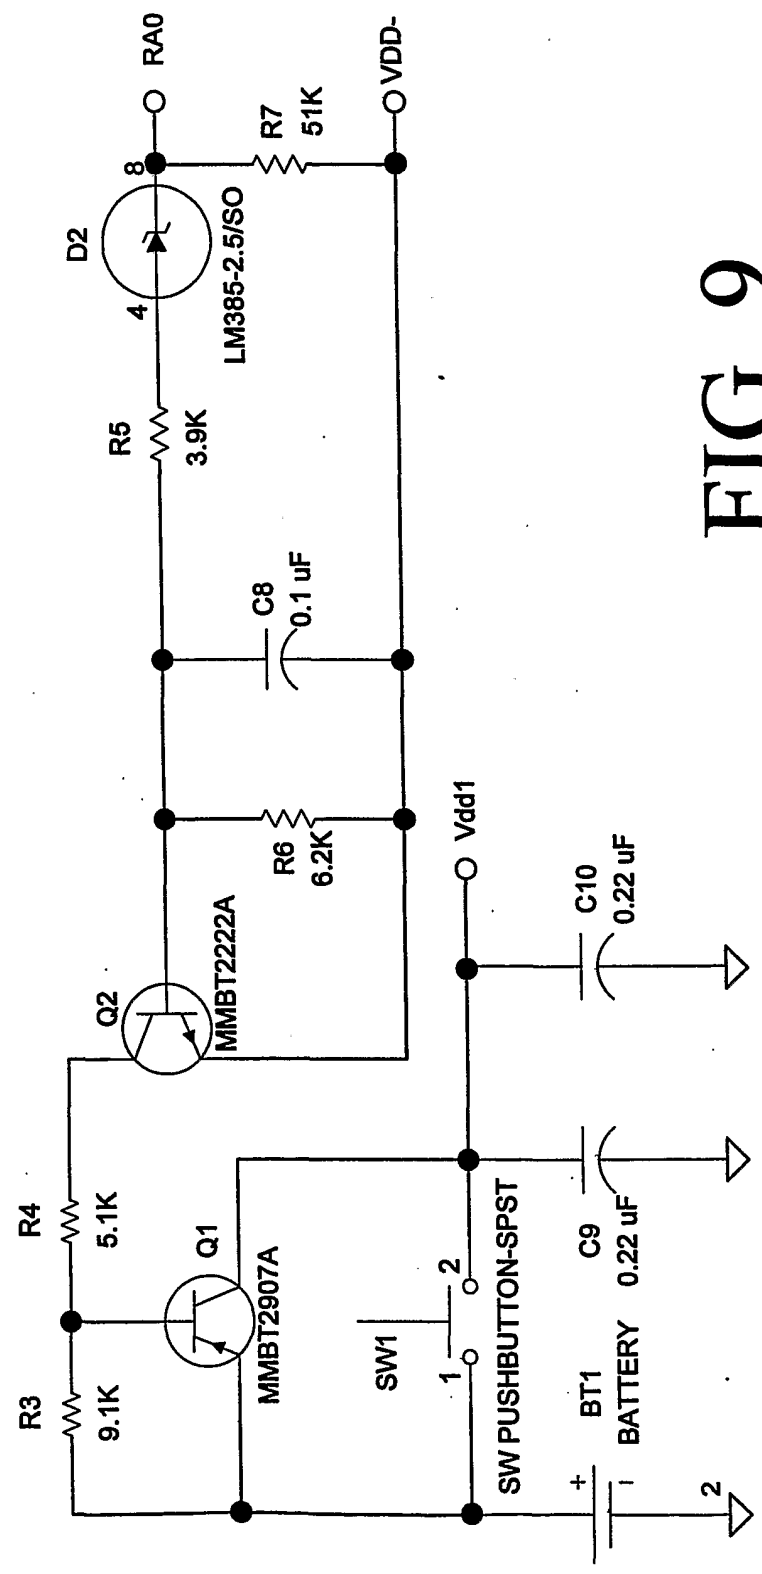 R3
9.1K
R4
5.1K
Q1
MMBT2907A
Q2
MMBT2222A
R6
6.2K
C8
0.1 uF
R5
3.9K
D2
4
8
LM385-2.5/SO
R7
51K
RA0
VDD-
SW1
1
2
SW PUSHBUTTON-SPST
Vdd1
BT1
BATTERY
+
-
2
C9
0.22 uF
C10
0.22 uF
FIG 9